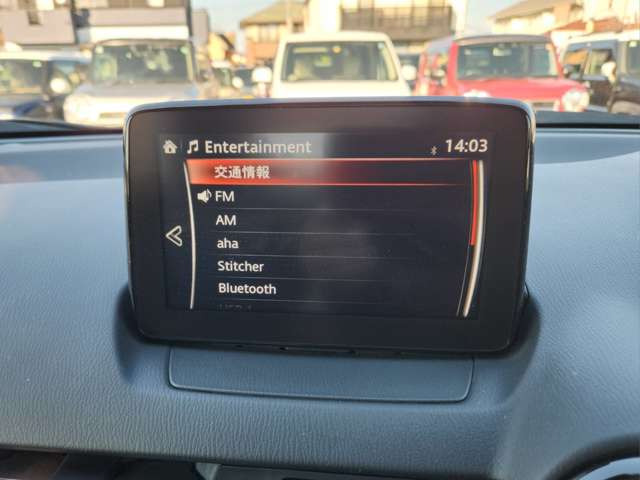 Entertainment 14:03
交通情報
FM
AM
aha
Stitcher
Bluetooth